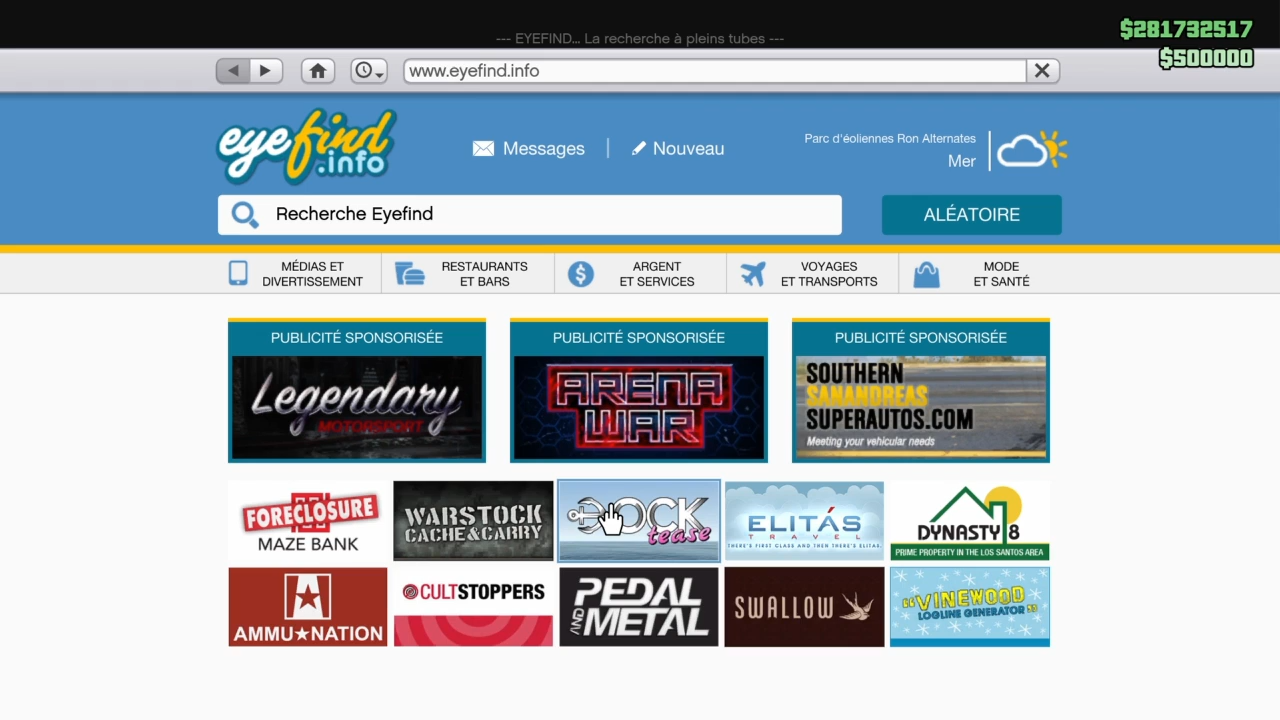 --- EYEFIND... La recherche à pleins tubes ---
$281732517
$500000
www.eyefind.info
eyefind
.info
Messages
Nouveau
Parc d'éoliennes Ron Alternates
Mer
Recherche Eyefind
ALÉATOIRE
MÉDIAS ET
DIVERTISSEMENT
RESTAURANTS
ET BARS
ARGENT
ET SERVICES
VOYAGES
ET TRANSPORTS
MODE
ET SANTÉ
PUBLICITÉ SPONSORISÉE
Legendary
MOTORSPORT
PUBLICITÉ SPONSORISÉE
ARENA
WAR
PUBLICITÉ SPONSORISÉE
SOUTHERN
SANANDREAS
SUPERAUTOS.COM
Meeting your vehicular needs
FORECLOSURE
MAZE BANK
WARSTOCK
CACHE&CARRY
DOCK
tease
ELITÁS
TRAVEL
THERE'S FIRST CLASS AND THEN THERE'S ELITAS.
DYNASTY 8
PRIME PROPERTY IN THE LOS SANTOS AREA
AMMU★NATION
CULTSTOPPERS
PEDAL
AND METAL
SWALLOW
"VINEWOOD
LOGLINE GENERATOR"